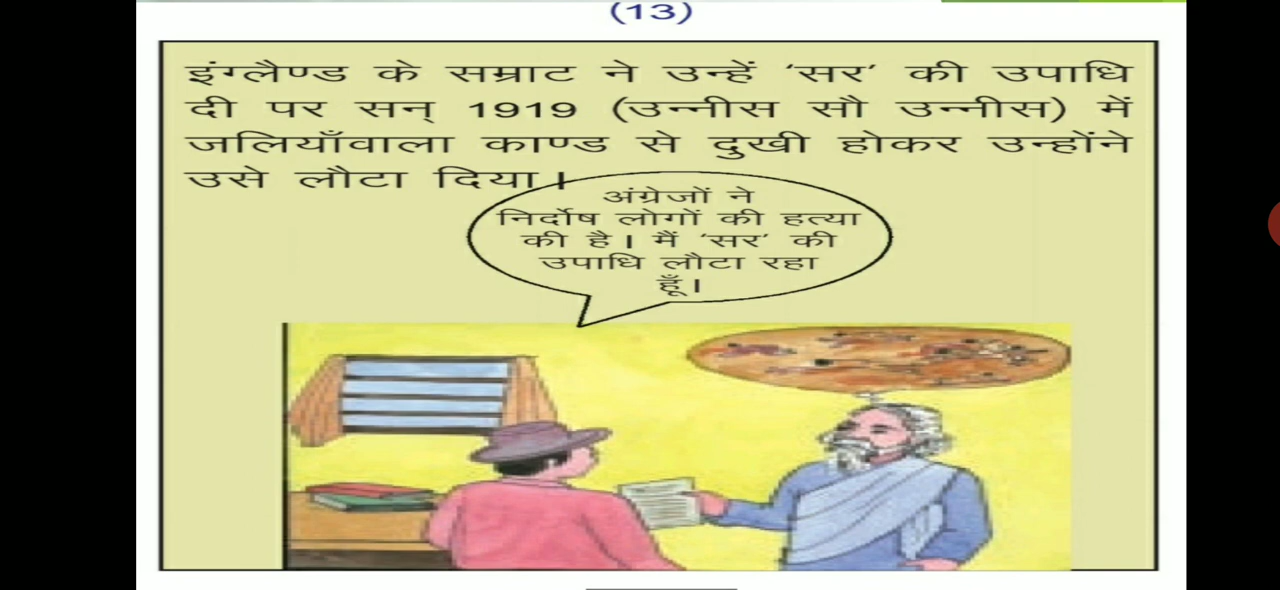 (13)
इंग्लैण्ड के सम्राट ने उन्हें ‘सर’ की उपाधि
दी पर सन् 1919 (उन्नीस सौ उन्नीस) में
जलियाँवाला काण्ड से दुखी होकर उन्होंने
उसे लौटा दिया।
अंग्रेजों ने
निर्दोष लोगों की हत्या
की है। मैं ‘सर’ की
उपाधि लौटा रहा
हूँ।